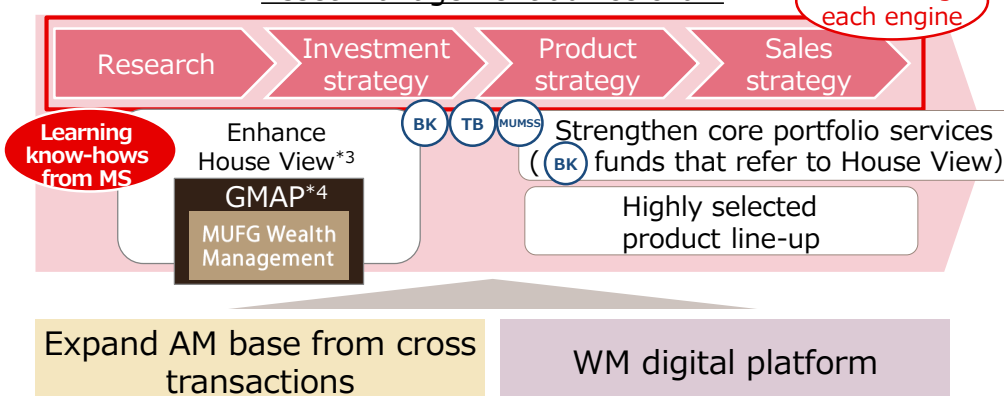 each engine
Research
Investment
strategy
Product
strategy
Sales
strategy
Learning
know-hows
from MS
Enhance
House View*3
GMAP*4
MUFG Wealth
Management
BK
TB
MUMSS
Strengthen core portfolio services
(BK funds that refer to House View)
Highly selected
product line-up
Expand AM base from cross
transactions
WM digital platform